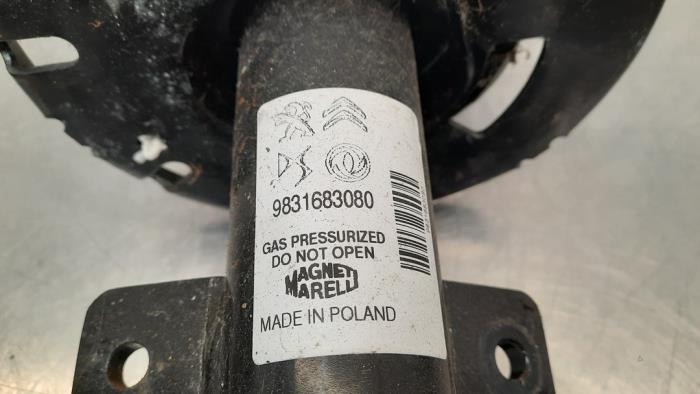 9831683080
GAS PRESSURIZED
DO NOT OPEN
MAGNETI
MARELLI
MADE IN POLAND